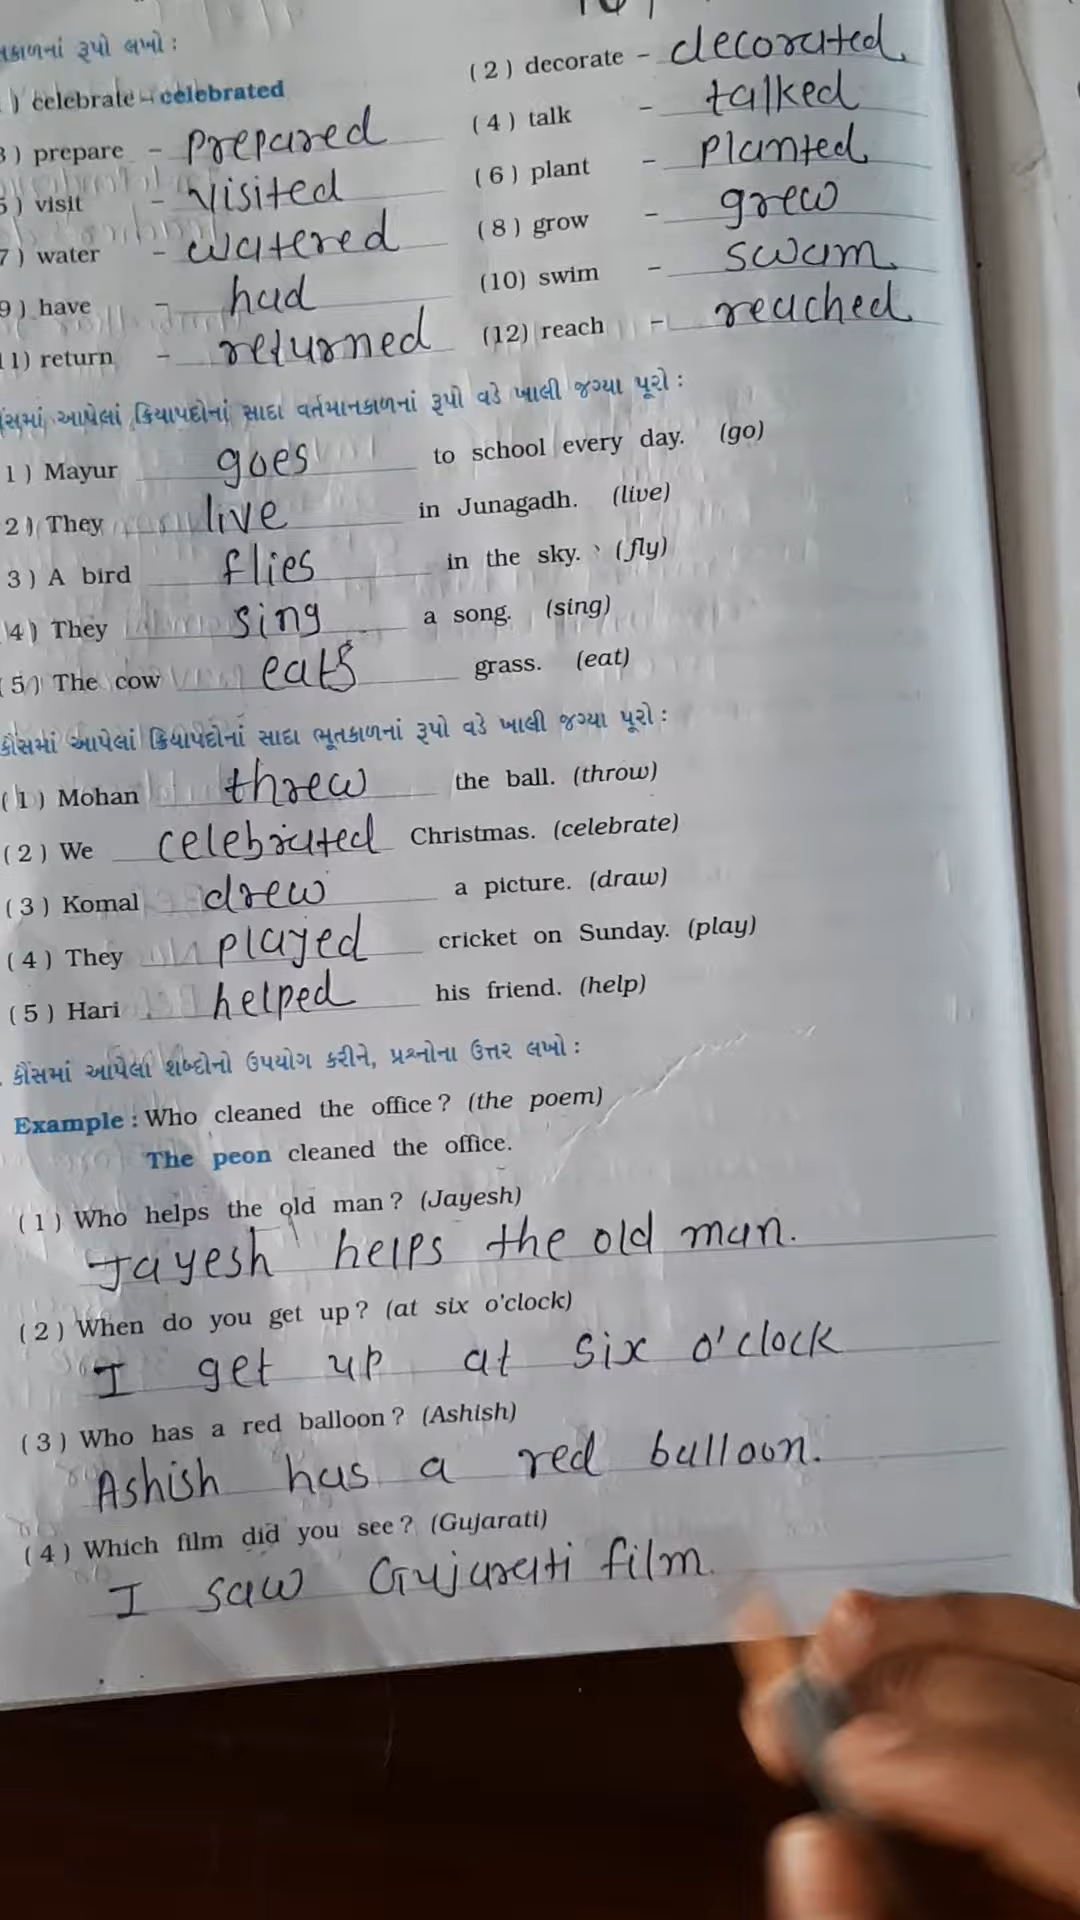 રૂપો લખો :
) celebrate - celebrated (2) decorate - decorated
) prepare - prepared (4) talk - talked
) visit - visited (6) plant - planted
7) water - watered (8) grow - grew
9) have - had (10) swim - swam
11) return - returned (12) reach - reached
આપેલાં ક્રિયાપદોનાં સાદા વર્તમાનકાળનાં રૂપો વડે ખાલી જગ્યા પૂરો :
1) Mayur goes to school every day. (go)
2) They live in Junagadh. (live)
3) A bird flies in the sky. (fly)
4) They sing a song. (sing)
(5) The cow eats grass. (eat)
કૌંસમાં આપેલાં ક્રિયાપદોનાં સાદા ભૂતકાળનાં રૂપો વડે ખાલી જગ્યા પૂરો :
(1) Mohan threw the ball. (throw)
(2) We celebrated Christmas. (celebrate)
(3) Komal drew a picture. (draw)
(4) They played cricket on Sunday. (play)
(5) Hari helped his friend. (help)
કૌંસમાં આપેલા શબ્દોનો ઉપયોગ કરીને, પ્રશ્નોના ઉત્તર લખો :
Example : Who cleaned the office? (the poem)
The peon cleaned the office.
(1) Who helps the old man? (Jayesh)
Jayesh helps the old man.
(2) When do you get up? (at six o'clock)
I get up at six o'clock
(3) Who has a red balloon? (Ashish)
Ashish has a red balloon.
(4) Which film did you see? (Gujarati)
I saw Gujarati film.